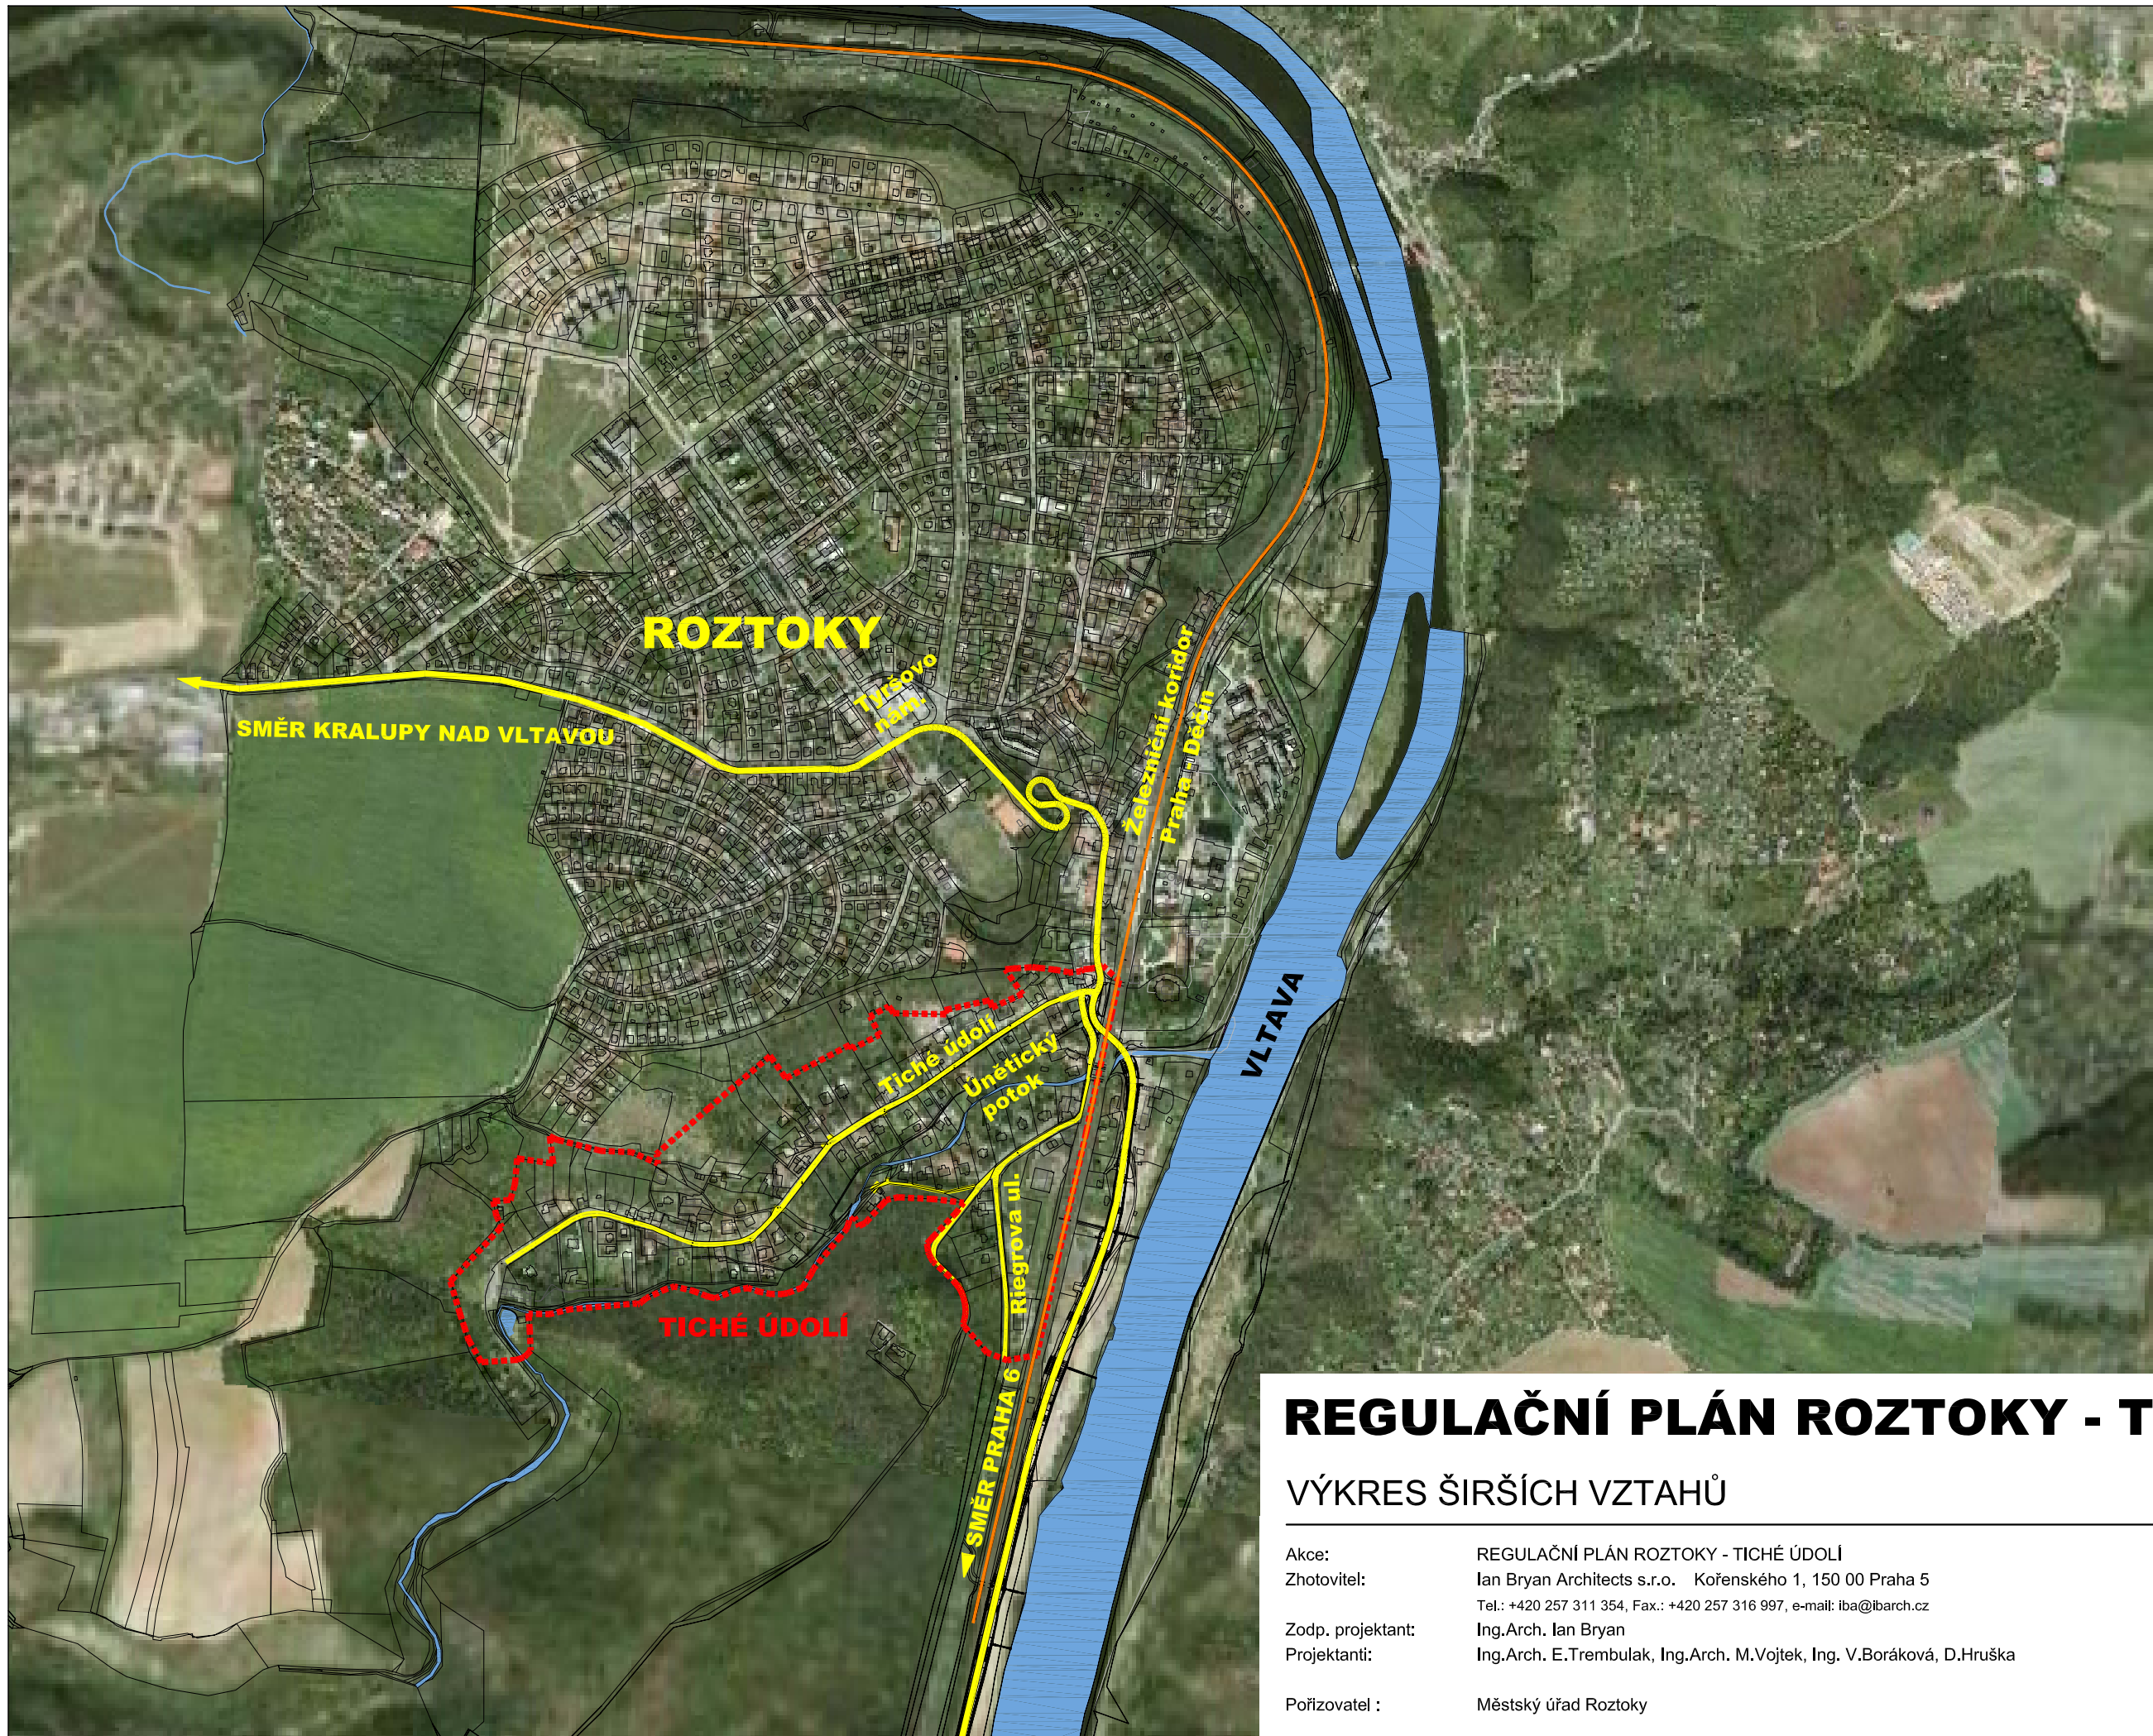 ROZTOKY
Tyršovo
nám.
SMĚR KRALUPY NAD VLTAVOU
Železniční koridor
Praha - Děčín
VLTAVA
Tiché údolí
Únětický
potok
Riegrova ul.
TICHÉ ÚDOLÍ
SMĚR PRAHA 6
REGULAČNÍ PLÁN ROZTOKY - T
VÝKRES ŠIRŠÍCH VZTAHŮ
Akce: REGULAČNÍ PLÁN ROZTOKY - TICHÉ ÚDOLÍ
Zhotovitel: Ian Bryan Architects s.r.o. Kořenského 1, 150 00 Praha 5
Tel.: +420 257 311 354, Fax.: +420 257 316 997, e-mail: iba@ibarch.cz
Zodp. projektant: Ing.Arch. Ian Bryan
Projektanti: Ing.Arch. E.Trembulak, Ing.Arch. M.Vojtek, Ing. V.Boráková, D.Hruška
Pořizovatel : Městský úřad Roztoky